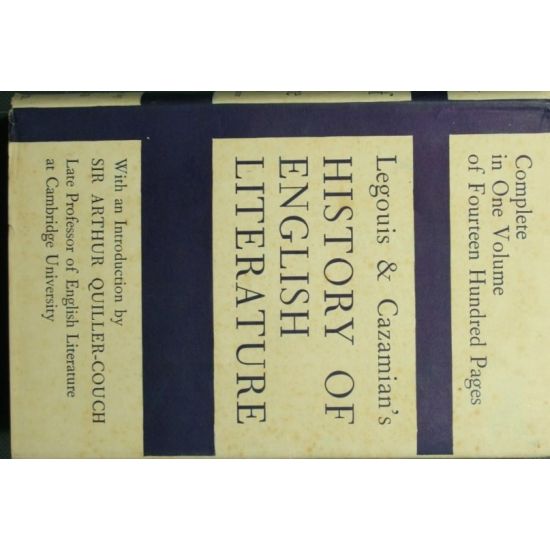 Complete
in One Volume
of Fourteen Hundred Pages
Legouis & Cazamian's
HISTORY OF
ENGLISH
LITERATURE
With an Introduction by
SIR ARTHUR QUILLER-COUCH
Late Professor of English Literature
at Cambridge University